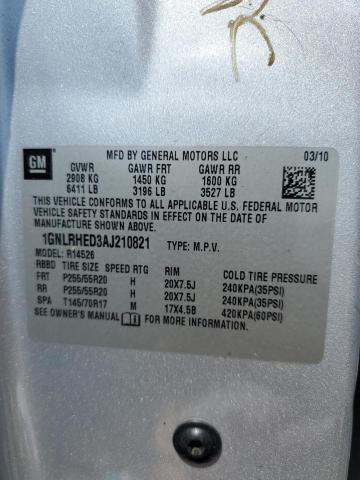 GM
MFD BY GENERAL MOTORS LLC 03/10
GVWR GAWR FRT GAWR RR
2908 KG 1450 KG 1600 KG
6411 LB 3196 LB 3527 LB
THIS VEHICLE CONFORMS TO ALL APPLICABLE U.S. FEDERAL MOTOR
VEHICLE SAFETY STANDARDS IN EFFECT ON THE DATE OF
MANUFACTURE SHOWN ABOVE.
1GNLRHED3AJ210821 TYPE: M.P.V.
MODEL: R14526
RBBD TIRE SIZE SPEED RTG RIM COLD TIRE PRESSURE
FRT P255/55R20 H 20X7.5J 240KPA(35PSI)
RR P255/55R20 H 20X7.5J 240KPA(35PSI)
SPA T145/70R17 M 17X4.5B 420KPA(60PSI)
SEE OWNER'S MANUAL FOR MORE INFORMATION.